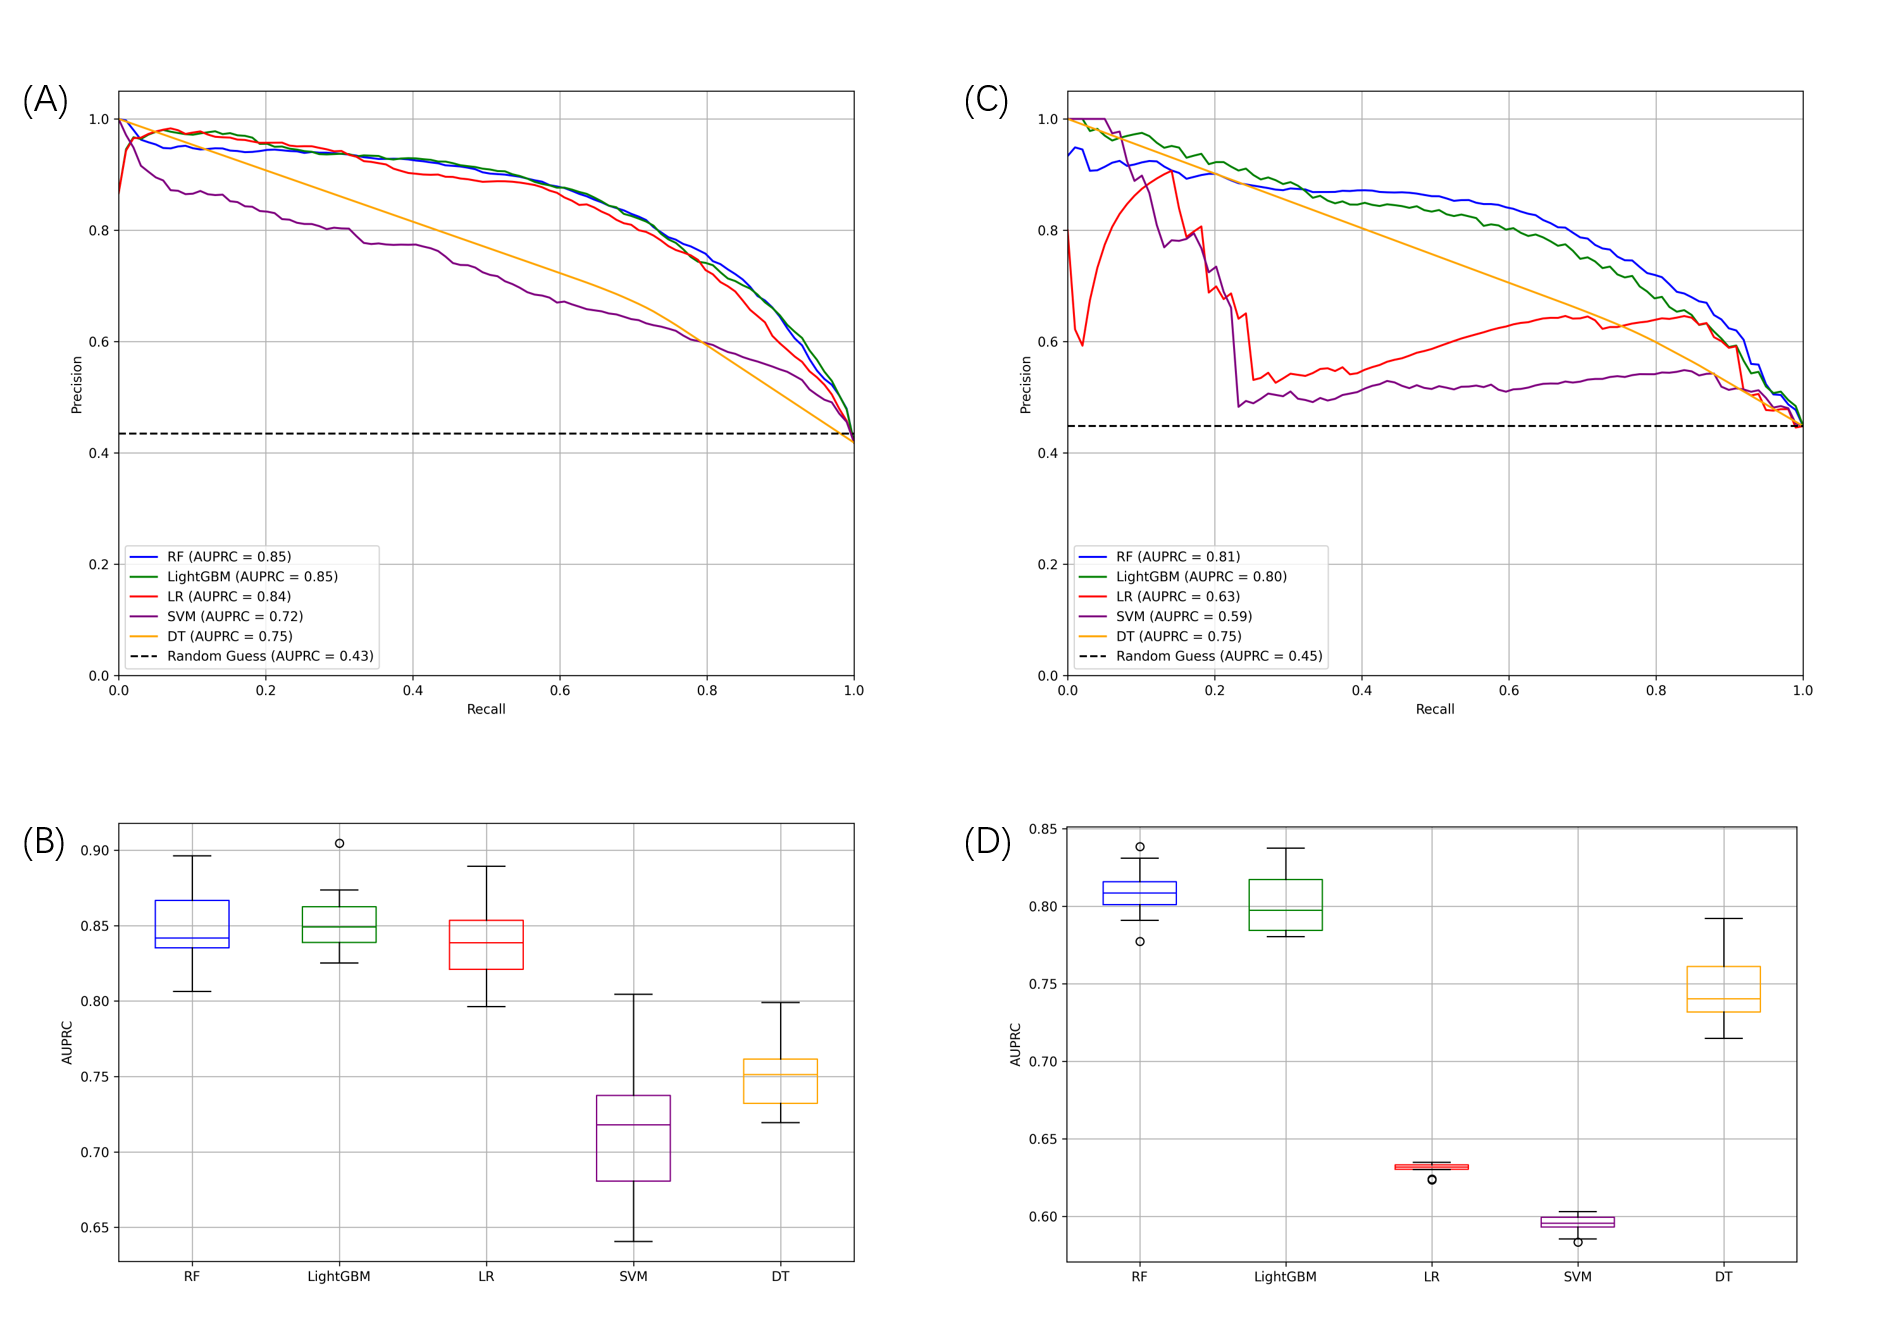 (A)
1.0
0.8
0.6
0.4
0.2
0.0
Precision
RF (AUPRC = 0.85)
LightGBM (AUPRC = 0.85)
LR (AUPRC = 0.84)
SVM (AUPRC = 0.72)
DT (AUPRC = 0.75)
Random Guess (AUPRC = 0.43)
0.0 0.2 0.4 0.6 0.8 1.0
Recall
(C)
1.0
0.8
0.6
0.4
0.2
0.0
Precision
RF (AUPRC = 0.81)
LightGBM (AUPRC = 0.80)
LR (AUPRC = 0.63)
SVM (AUPRC = 0.59)
DT (AUPRC = 0.75)
Random Guess (AUPRC = 0.45)
0.0 0.2 0.4 0.6 0.8 1.0
Recall
(B)
0.90
0.85
0.80
0.75
0.70
0.65
AUPRC
RF LightGBM LR SVM DT
(D)
0.85
0.80
0.75
0.70
0.65
0.60
AUPRC
RF LightGBM LR SVM DT